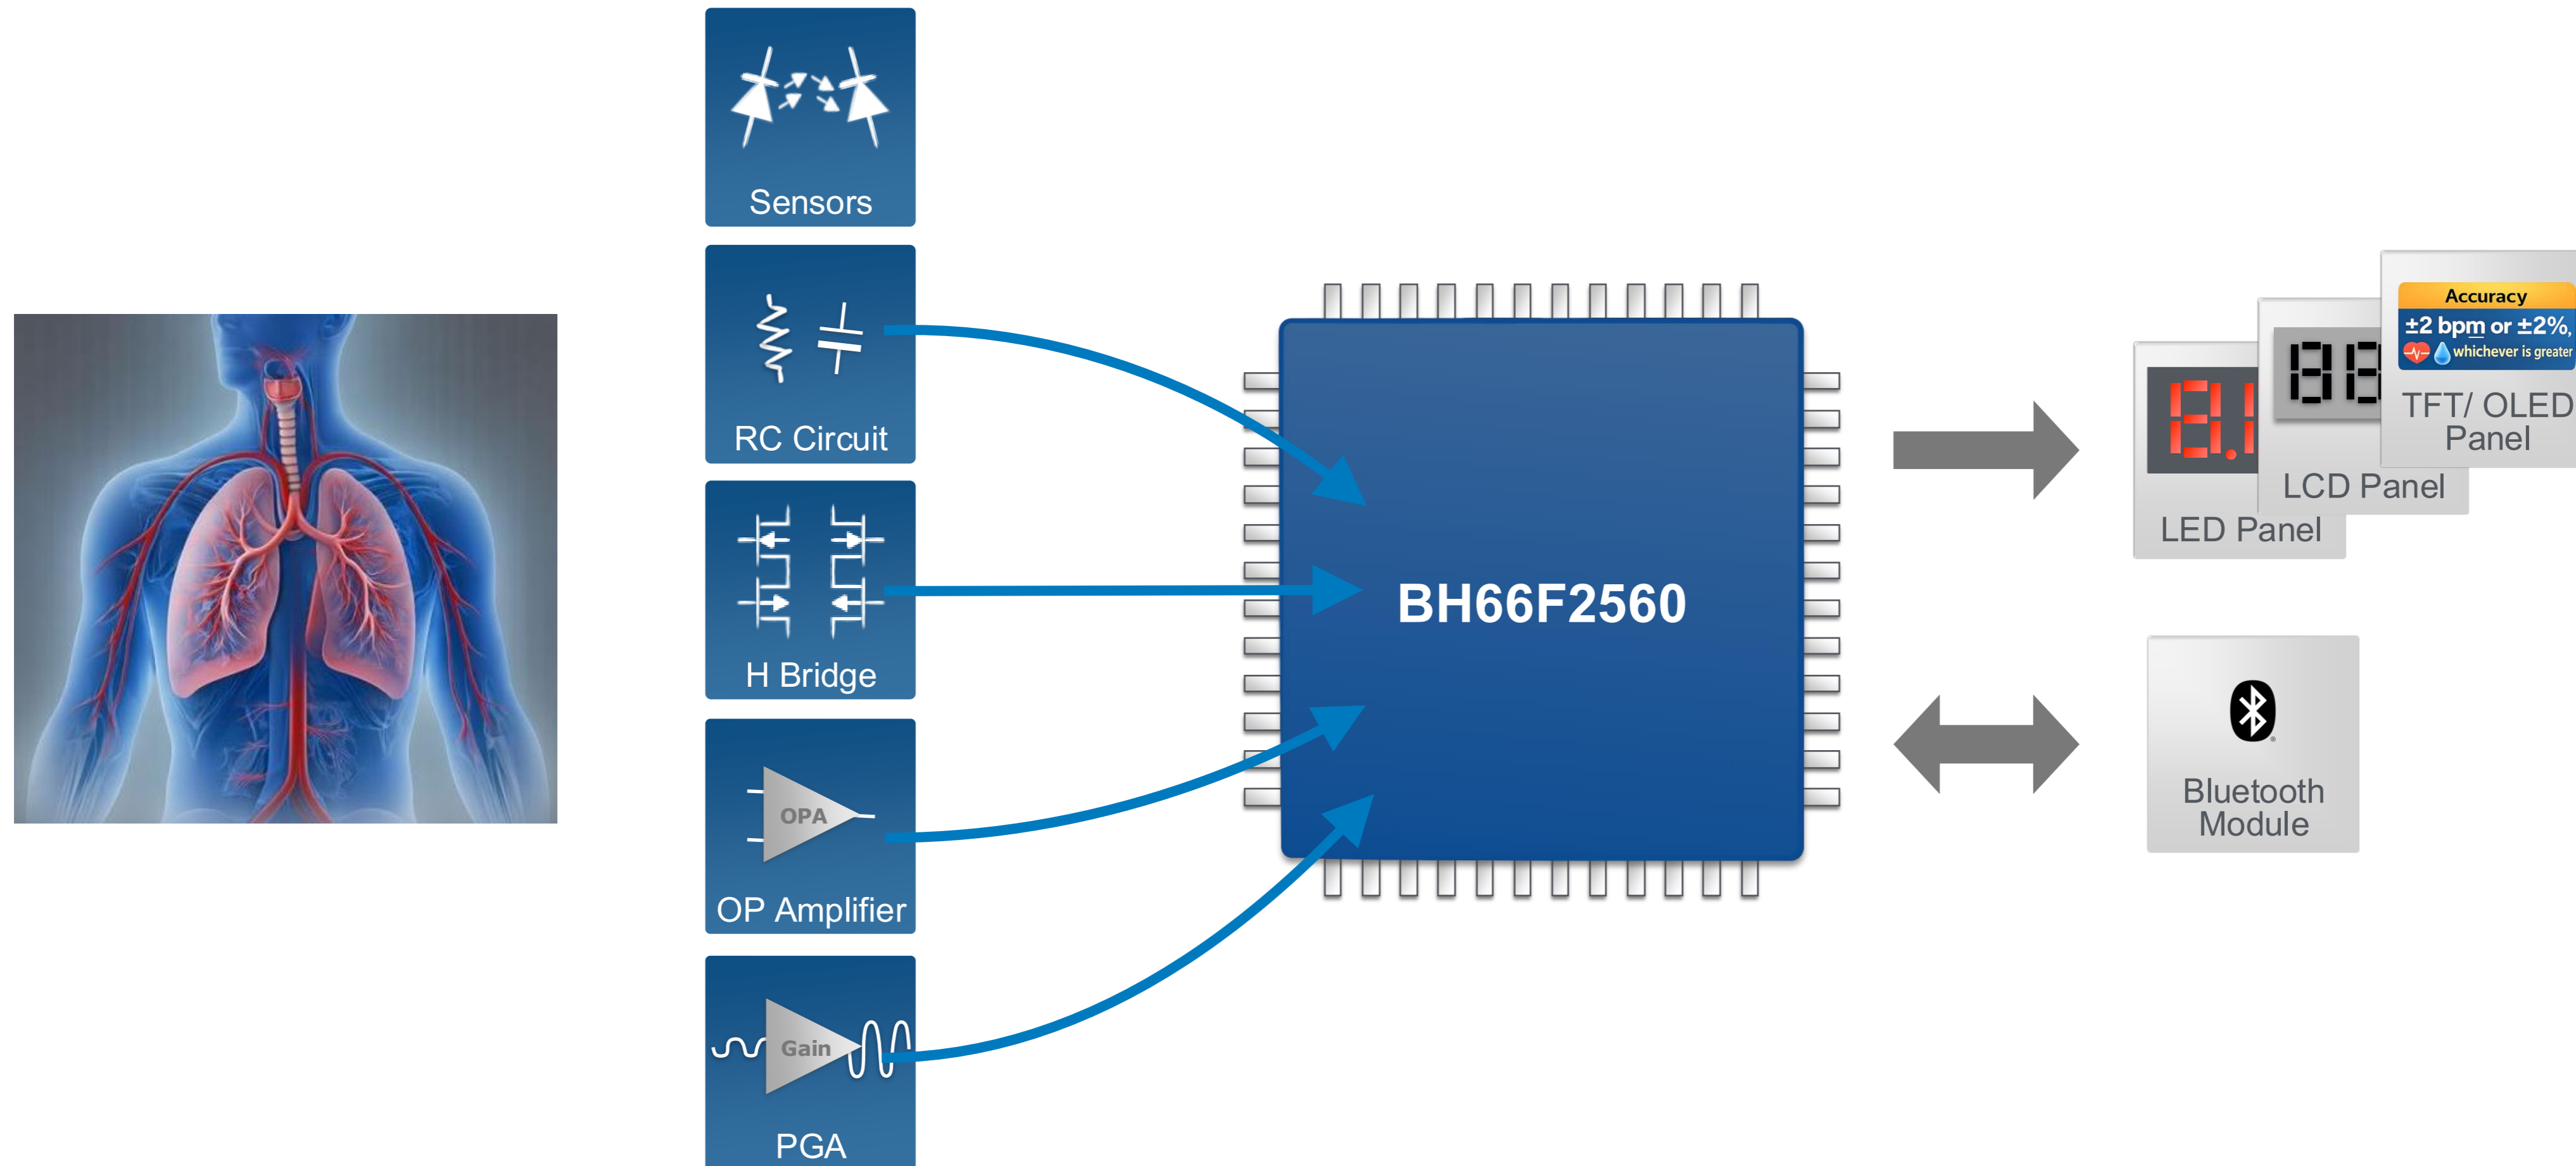 Sensors
RC Circuit
H Bridge
OPA
OP Amplifier
Gain
PGA
BH66F2560
LED Panel
LCD Panel
Accuracy
±2 bpm or ±2%,
whichever is greater
TFT/ OLED
Panel
Bluetooth
Module